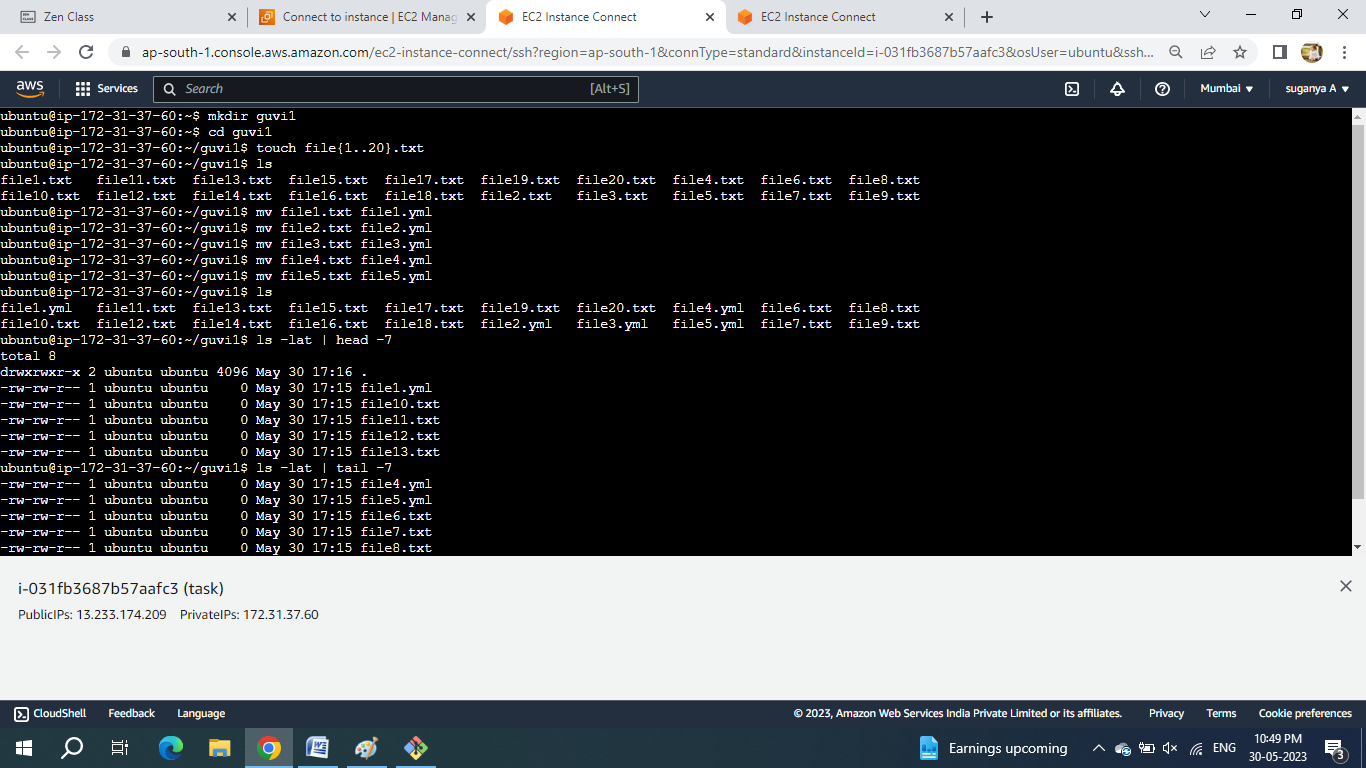 Zen Class
Connect to instance | EC2 Manag
EC2 Instance Connect
EC2 Instance Connect
ap-south-1.console.aws.amazon.com/ec2-instance-connect/ssh?region=ap-south-1&connType=standard&instanceId=i-031fb3687b57aafc3&osUser=ubuntu&ssh...
aws Services Search [Alt+S] Mumbai suganya A
ubuntu@ip-172-31-37-60:~$ mkdir guvi1
ubuntu@ip-172-31-37-60:~$ cd guvi1
ubuntu@ip-172-31-37-60:~/guvi1$ touch file{1..20}.txt
ubuntu@ip-172-31-37-60:~/guvi1$ ls
file1.txt file11.txt file13.txt file15.txt file17.txt file19.txt file20.txt file4.txt file6.txt file8.txt
file10.txt file12.txt file14.txt file16.txt file18.txt file2.txt file3.txt file5.txt file7.txt file9.txt
ubuntu@ip-172-31-37-60:~/guvi1$ mv file1.txt file1.yml
ubuntu@ip-172-31-37-60:~/guvi1$ mv file2.txt file2.yml
ubuntu@ip-172-31-37-60:~/guvi1$ mv file3.txt file3.yml
ubuntu@ip-172-31-37-60:~/guvi1$ mv file4.txt file4.yml
ubuntu@ip-172-31-37-60:~/guvi1$ mv file5.txt file5.yml
ubuntu@ip-172-31-37-60:~/guvi1$ ls
file1.yml file11.txt file13.txt file15.txt file17.txt file19.txt file20.txt file4.yml file6.txt file8.txt
file10.txt file12.txt file14.txt file16.txt file18.txt file2.yml file3.yml file5.yml file7.txt file9.txt
ubuntu@ip-172-31-37-60:~/guvi1$ ls -lat | head -7
total 8
drwxrwxr-x 2 ubuntu ubuntu 4096 May 30 17:16 .
-rw-rw-r-- 1 ubuntu ubuntu 0 May 30 17:15 file1.yml
-rw-rw-r-- 1 ubuntu ubuntu 0 May 30 17:15 file10.txt
-rw-rw-r-- 1 ubuntu ubuntu 0 May 30 17:15 file11.txt
-rw-rw-r-- 1 ubuntu ubuntu 0 May 30 17:15 file12.txt
-rw-rw-r-- 1 ubuntu ubuntu 0 May 30 17:15 file13.txt
ubuntu@ip-172-31-37-60:~/guvi1$ ls -lat | tail -7
-rw-rw-r-- 1 ubuntu ubuntu 0 May 30 17:15 file4.yml
-rw-rw-r-- 1 ubuntu ubuntu 0 May 30 17:15 file5.yml
-rw-rw-r-- 1 ubuntu ubuntu 0 May 30 17:15 file6.txt
-rw-rw-r-- 1 ubuntu ubuntu 0 May 30 17:15 file7.txt
-rw-rw-r-- 1 ubuntu ubuntu 0 May 30 17:15 file8.txt
i-031fb3687b57aafc3 (task)
PublicIPs: 13.233.174.209 PrivateIPs: 172.31.37.60
CloudShell Feedback Language © 2023, Amazon Web Services India Private Limited or its affiliates. Privacy Terms Cookie preferences
Earnings upcoming ENG 10:49 PM
30-05-2023 3